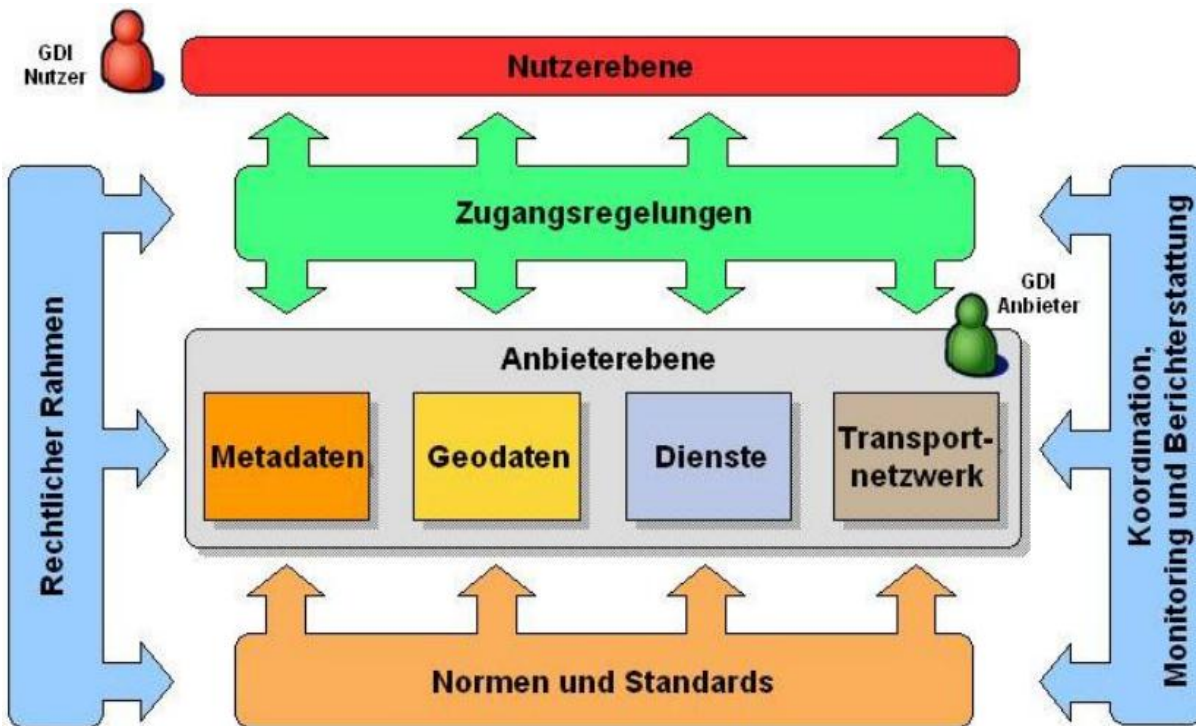 GDI
Nutzer
Nutzerebene
Zugangsregelungen
GDI
Anbieter
Anbieterebene
Metadaten
Geodaten
Dienste
Transport-
netzwerk
Normen und Standards
Rechtlicher Rahmen
Koordination,
Monitoring und Berichterstattung